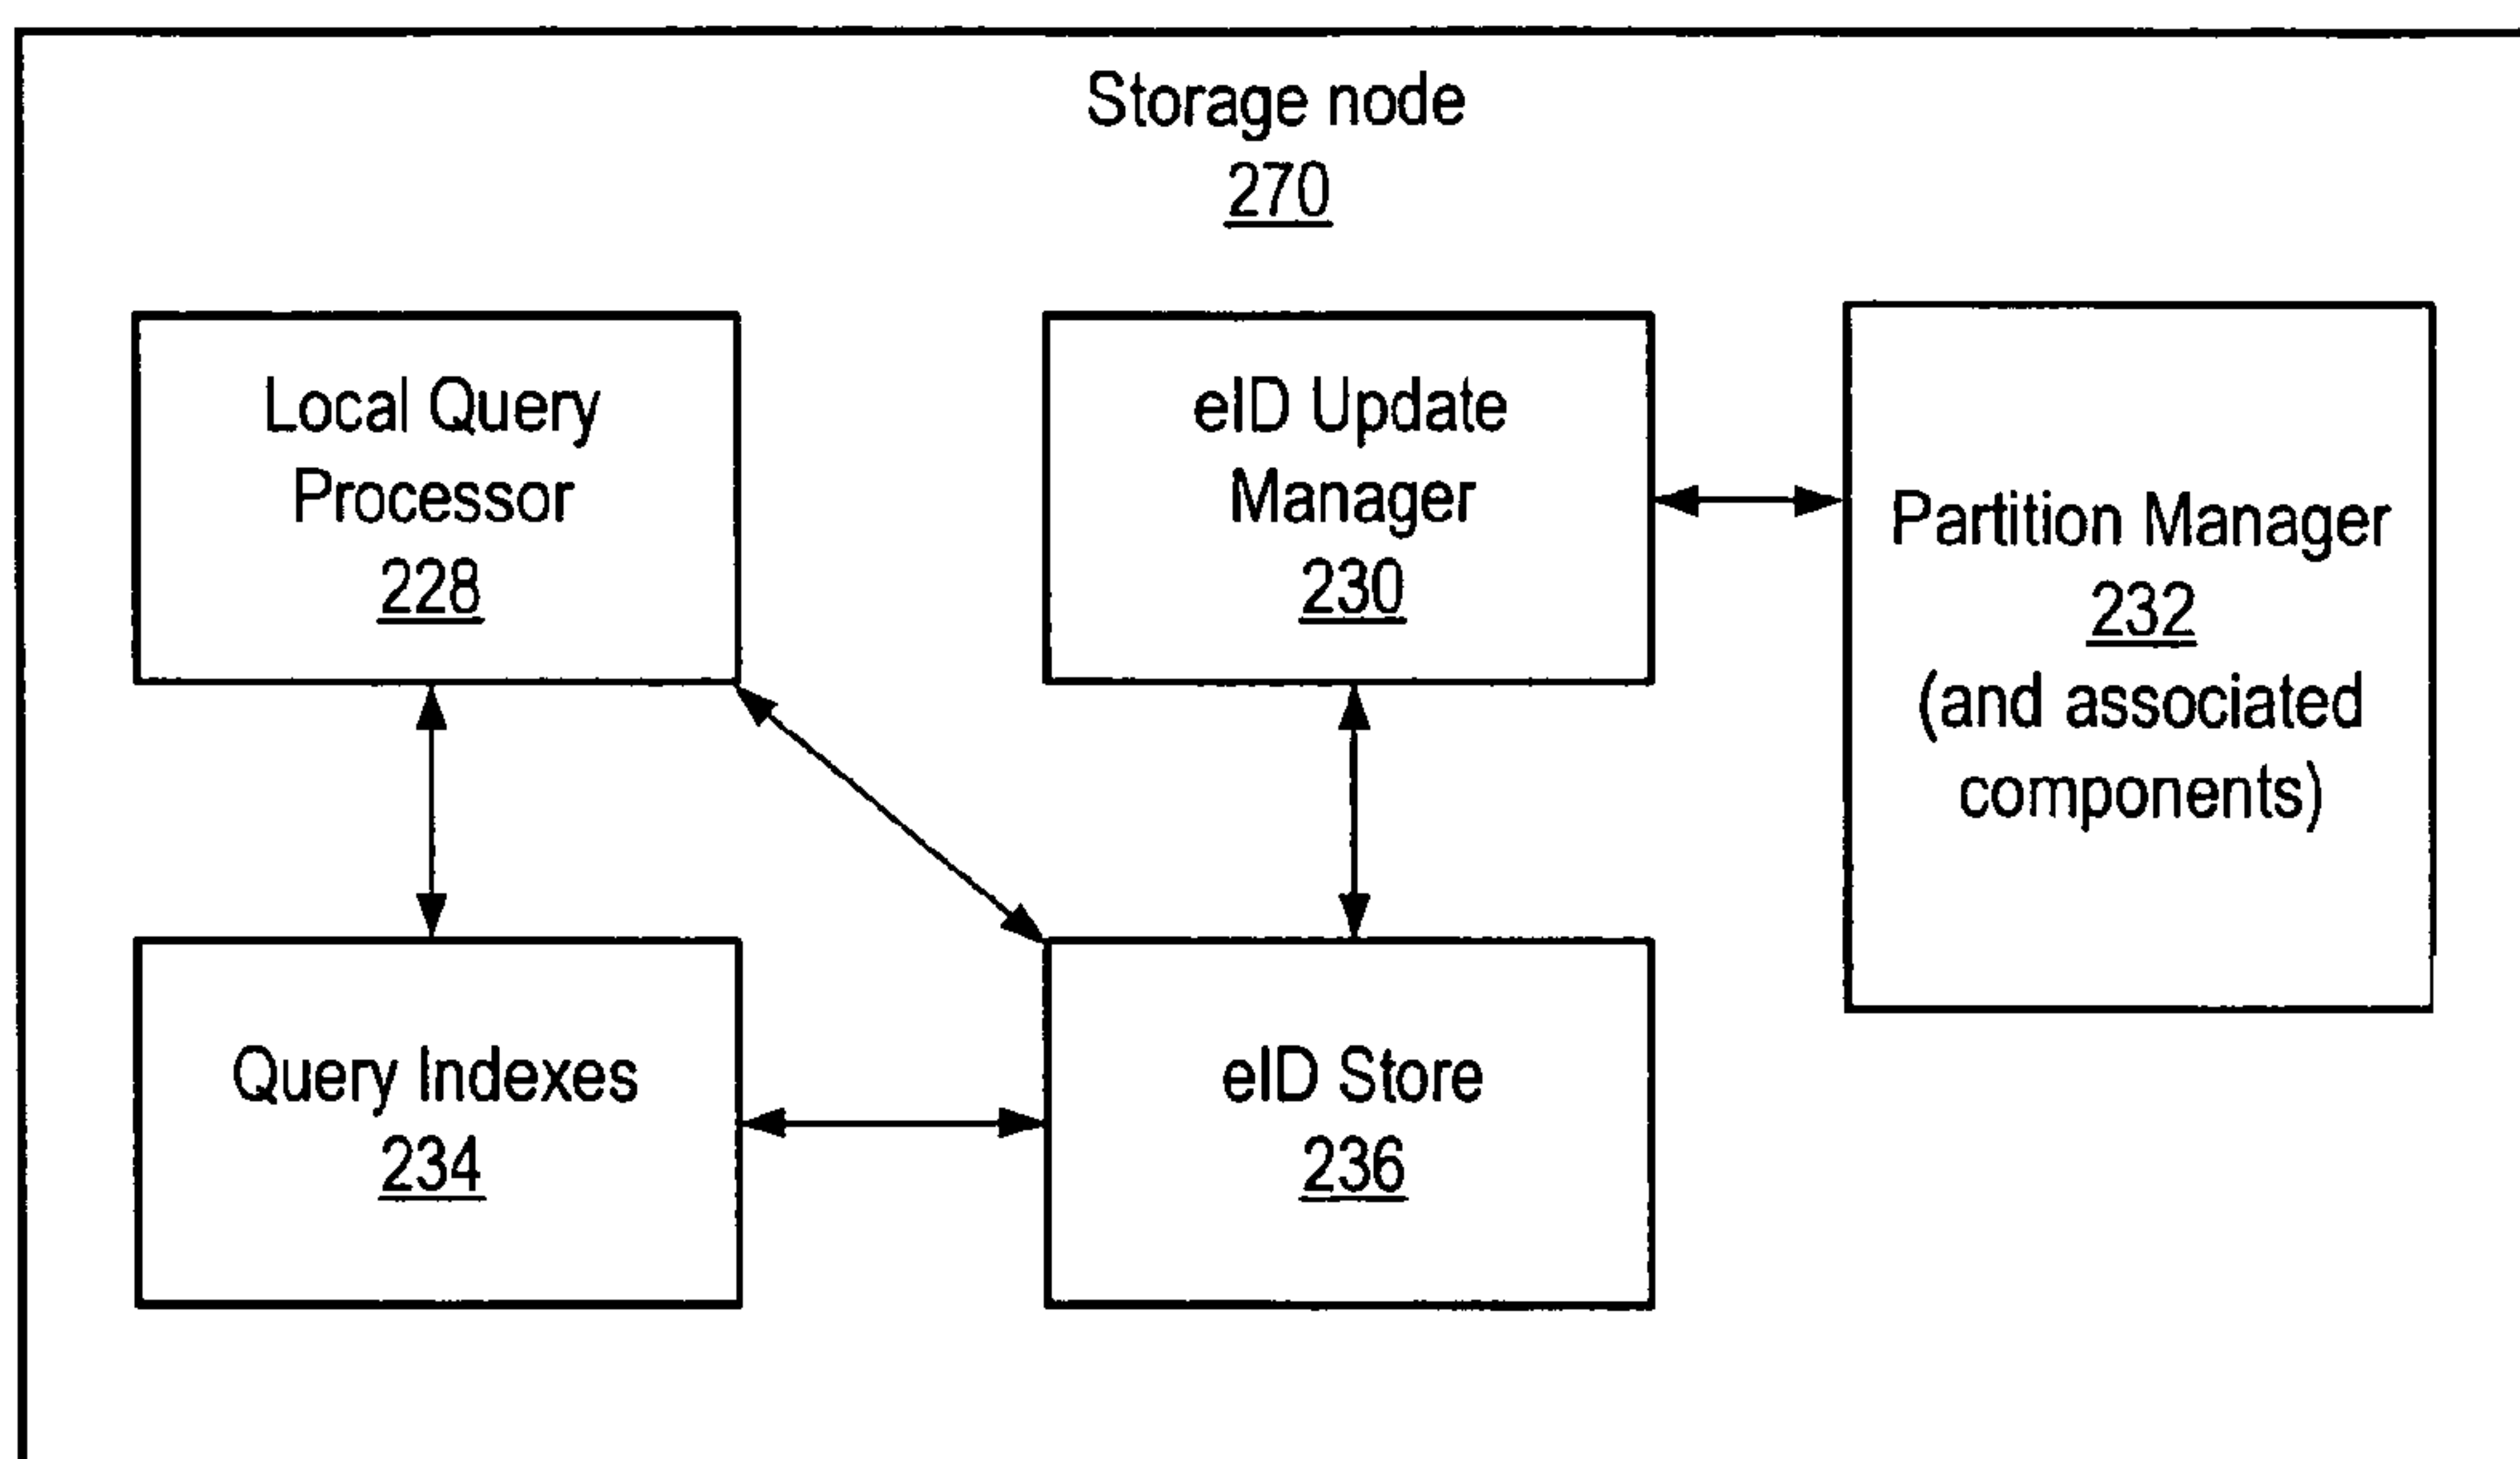 Storage node
270
Local Query
Processor
228
eID Update
Manager
230
Partition Manager
232
(and associated
components)
Query Indexes
234
eID Store
236